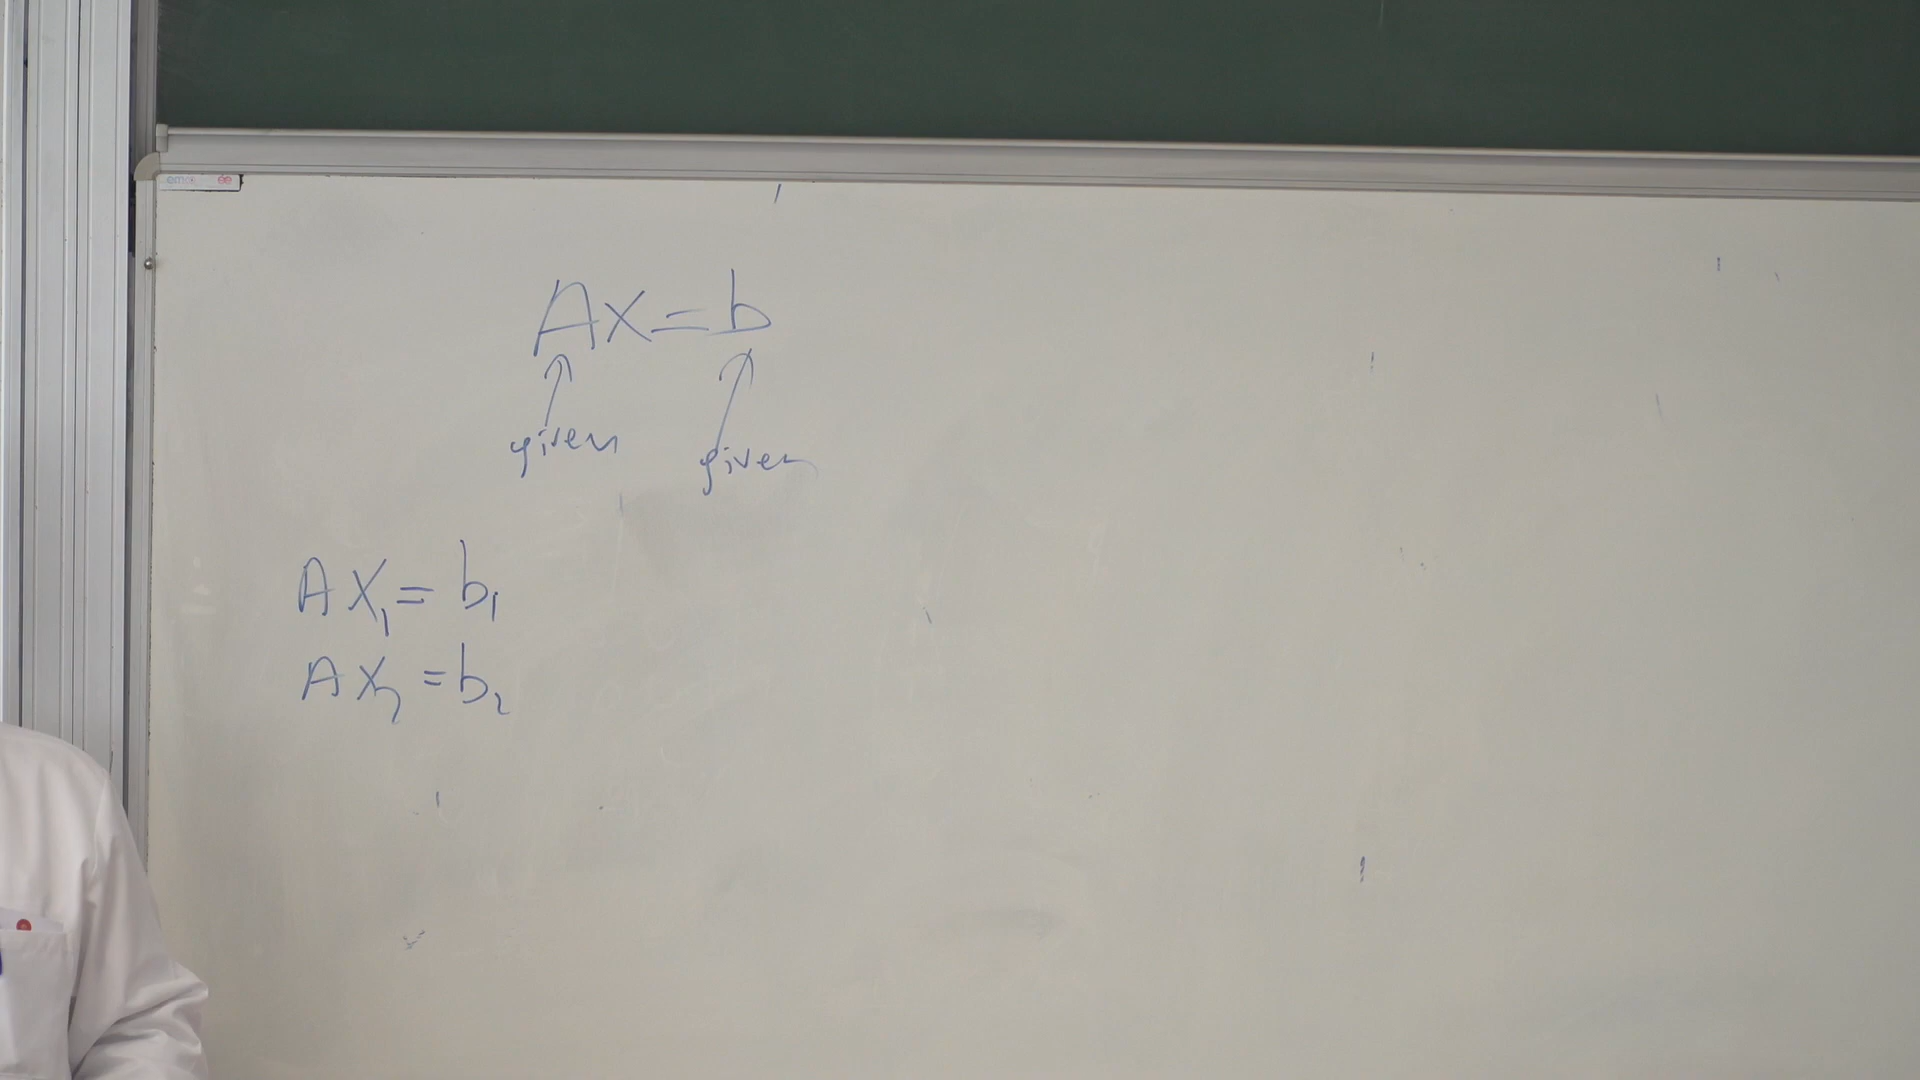 Ax=b
given given
Ax₁=b₁
Ax₂=b₂